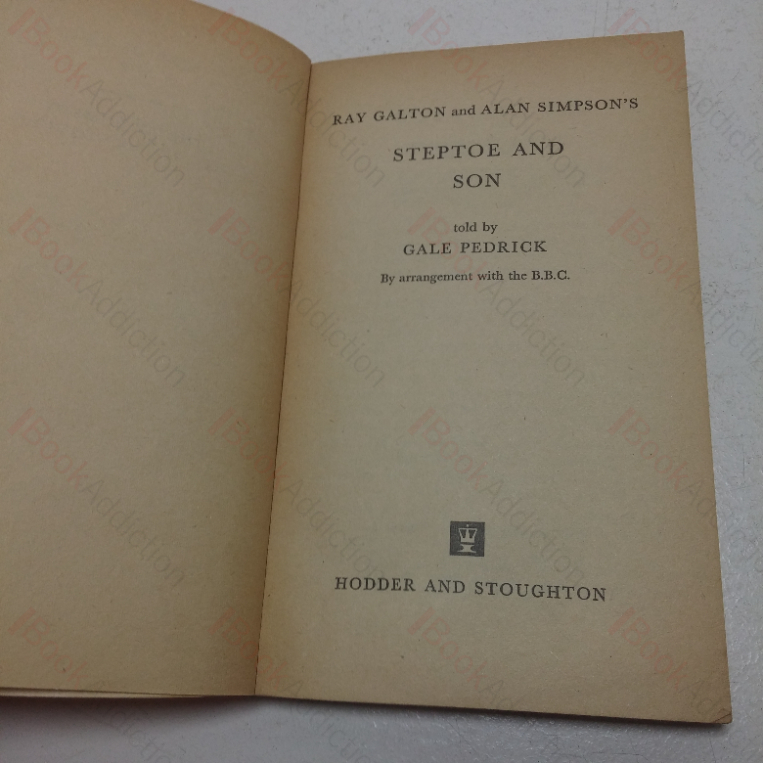 RAY GALTON and ALAN SIMPSON'S
STEPTOE AND
SON
told by
GALE PEDRICK
By arrangement with the B.B.C.
HODDER AND STOUGHTON
BookAddiction